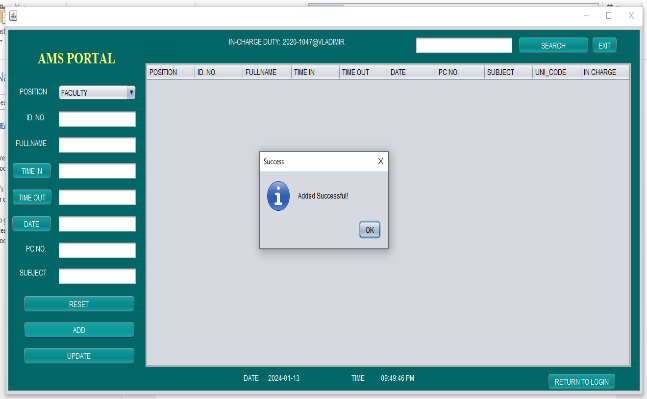 IN-CHARGE DUTY: 2020-1047@VLADIMIR
SEARCH
EXIT
AMS PORTAL
POSITION ID. NO. FULLNAME TIME IN TIME OUT DATE PC NO. SUBJECT UNI_CODE IN CHARGE
POSITION FACULTY
ID. NO.
FULLNAME
TIME IN
TIME OUT
DATE
PC.NO.
SUBJECT
RESET
ADD
UPDATE
Success X
Added Successful!
OK
DATE 2024-01-13 TIME 09:49:46 PM
RETURN TO LOGIN